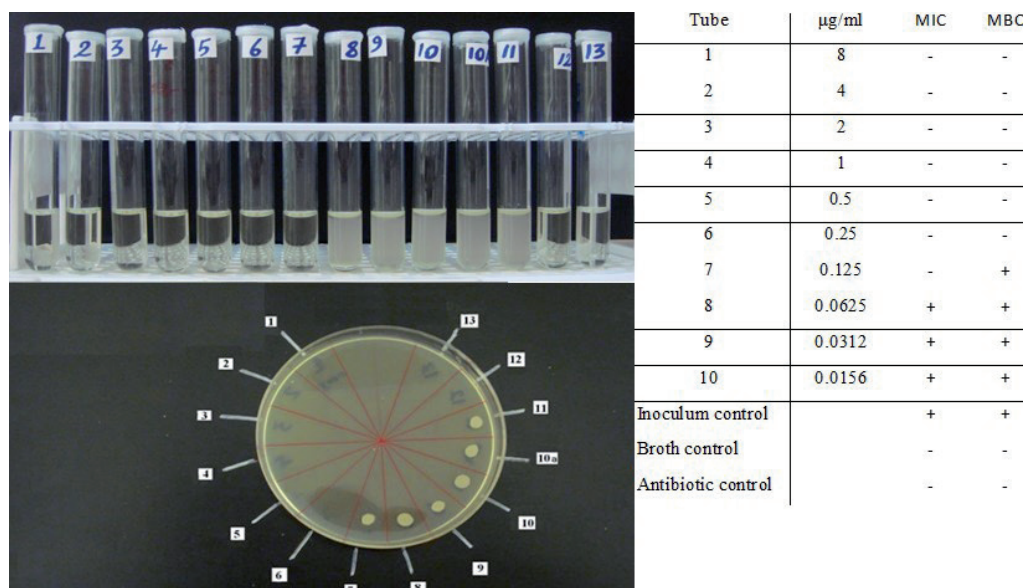 1 2 3 4 5 6 7 8 9 10 11 12 13
1
13
2
12
3
11
10a
4
10
5
9
6
8
Tube µg/ml MIC MBC
1 8 - -
2 4 - -
3 2 - -
4 1 - -
5 0.5 - -
6 0.25 - -
7 0.125 - +
8 0.0625 + +
9 0.0312 + +
10 0.0156 + +
Inoculum control + +
Broth control - -
Antibiotic control - -